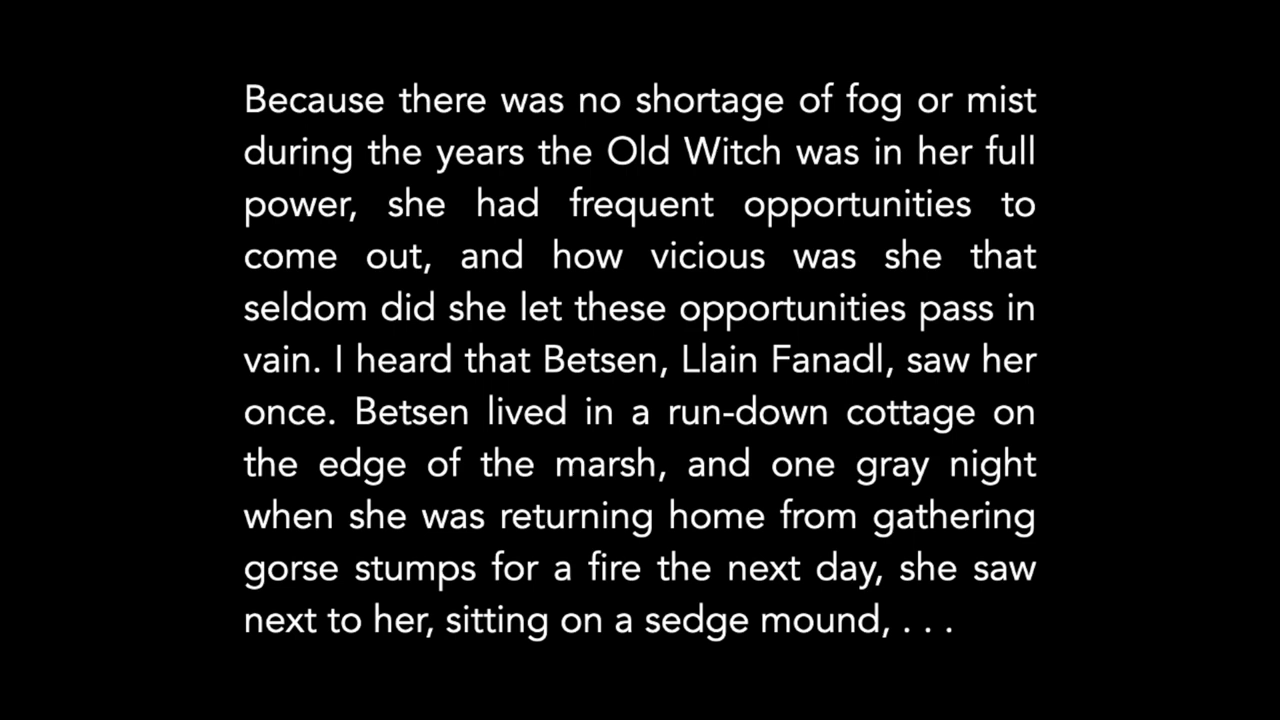 Because there was no shortage of fog or mist
during the years the Old Witch was in her full
power, she had frequent opportunities to
come out, and how vicious was she that
seldom did she let these opportunities pass in
vain. I heard that Betsen, Llain Fanadl, saw her
once. Betsen lived in a run-down cottage on
the edge of the marsh, and one gray night
when she was returning home from gathering
gorse stumps for a fire the next day, she saw
next to her, sitting on a sedge mound, . . .